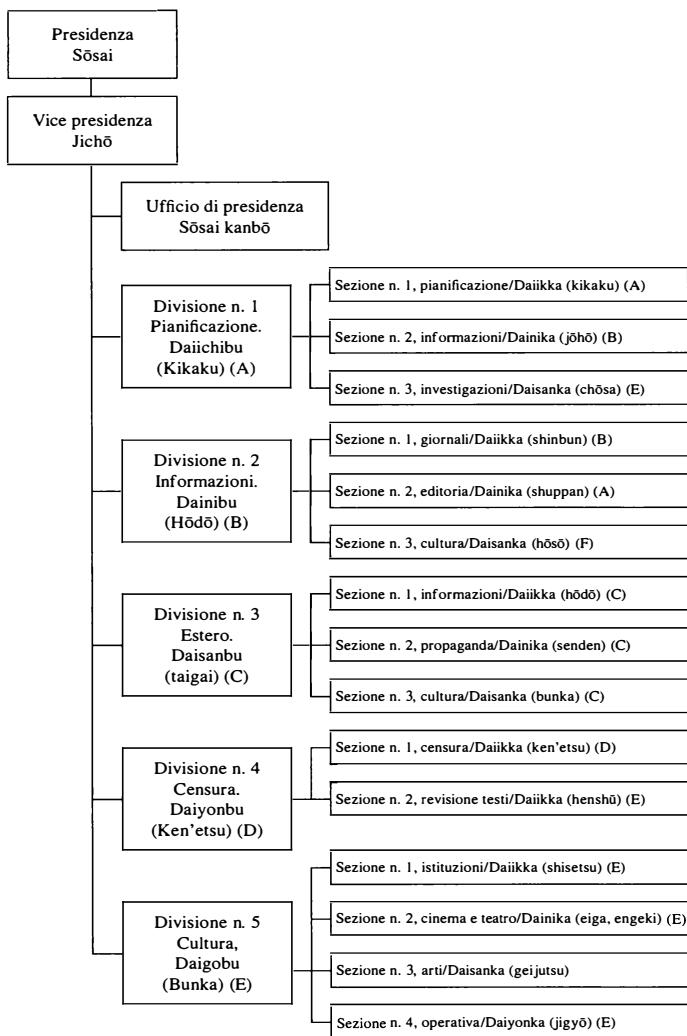 Presidenza
Sōsai
Vice presidenza
Jichō
Ufficio di presidenza
Sōsai kanbō
Divisione n. 1
Pianificazione.
Daiichibu
(Kikaku) (A)
Sezione n. 1, pianificazione/Daiikka (kikaku) (A)
Sezione n. 2, informazioni/Dainika (jōhō) (B)
Sezione n. 3, investigazioni/Daisanka (chōsa) (E)
Divisione n. 2
Informazioni.
Dainibu
(Hōdō) (B)
Sezione n. 1, giornali/Daiikka (shinbun) (B)
Sezione n. 2, editoria/Dainika (shuppan) (A)
Sezione n. 3, cultura/Daisanka (hōsō) (F)
Divisione n. 3
Estero.
Daisanbu
(taigai) (C)
Sezione n. 1, informazioni/Daiikka (hōdō) (C)
Sezione n. 2, propaganda/Dainika (senden) (C)
Sezione n. 3, cultura/Daisanka (bunka) (C)
Divisione n. 4
Censura.
Daiyonbu
(Ken'etsu) (D)
Sezione n. 1, censura/Daiikka (ken'etsu) (D)
Sezione n. 2, revisione testi/Daiikka (henshū) (E)
Divisione n. 5
Cultura,
Daigobu
(Bunka) (E)
Sezione n. 1, istituzioni/Daiikka (shisetsu) (E)
Sezione n. 2, cinema e teatro/Dainika (eiga, engeki) (E)
Sezione n. 3, arti/Daisanka (geijutsu)
Sezione n. 4, operativa/Daiyonka (jigyō) (E)